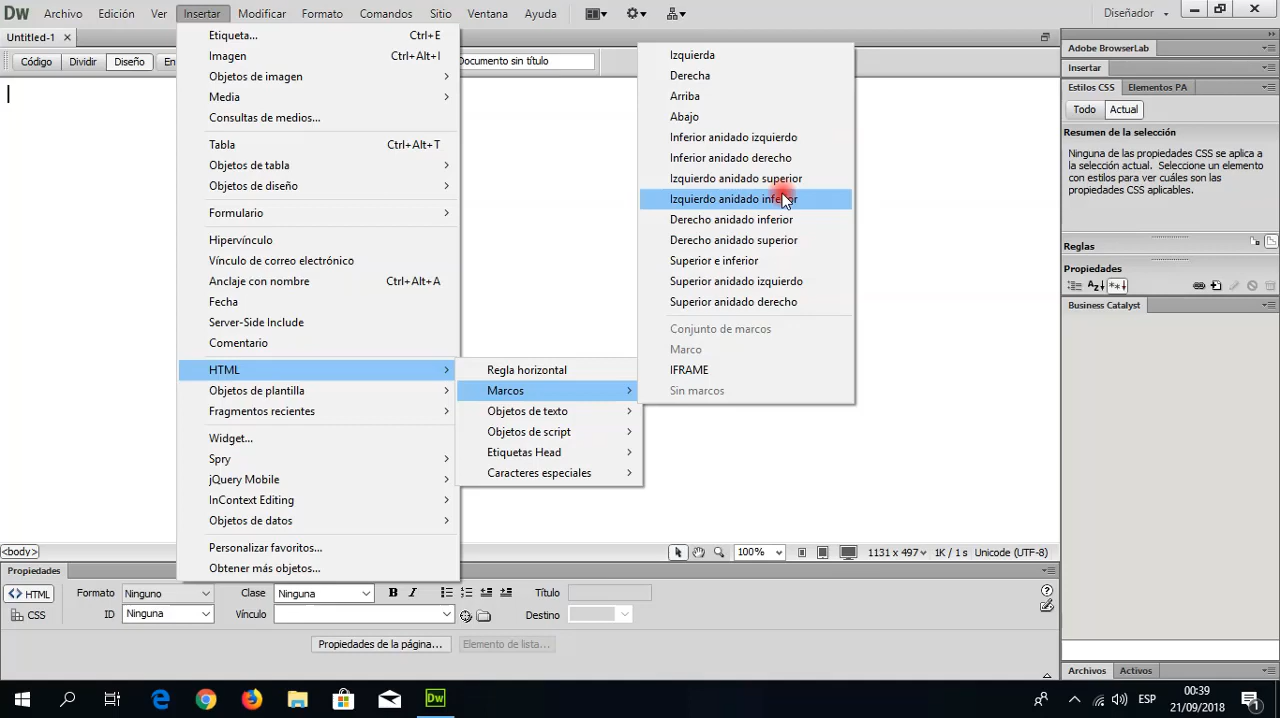 Dw Archivo Edición Ver Insertar Modificar Formato Comandos Sitio Ventana Ayuda Diseñador
Untitled-1
Código Dividir Diseño En Documento sin título
Etiqueta... Ctrl+E
Imagen Ctrl+Alt+I
Objetos de imagen
Media
Consultas de medios...
Tabla Ctrl+Alt+T
Objetos de tabla
Objetos de diseño
Formulario
Hipervínculo
Vínculo de correo electrónico
Anclaje con nombre Ctrl+Alt+A
Fecha
Server-Side Include
Comentario
HTML
Objetos de plantilla
Fragmentos recientes
Widget...
Spry
jQuery Mobile
InContext Editing
Objetos de datos
Personalizar favoritos...
Obtener más objetos...
Regla horizontal
Marcos
Objetos de texto
Objetos de script
Etiquetas Head
Caracteres especiales
Izquierda
Derecha
Arriba
Abajo
Inferior anidado izquierdo
Inferior anidado derecho
Izquierdo anidado superior
Izquierdo anidado inferior
Derecho anidado inferior
Derecho anidado superior
Superior e inferior
Superior anidado izquierdo
Superior anidado derecho
Conjunto de marcos
Marco
IFRAME
Sin marcos
Adobe BrowserLab
Insertar
Estilos CSS Elementos PA
Todo Actual
Resumen de la selección
Ninguna de las propiedades CSS se aplica a
la selección actual. Seleccione un elemento
con estilos para ver cuáles son las
propiedades CSS aplicables.
Reglas
Propiedades
Az
Business Catalyst
Archivos Activos
<body> 100% 1131 x 497 1K / 1 s Unicode (UTF-8)
Propiedades
<> HTML Formato Ninguno Clase Ninguna B I Título
CSS ID Ninguna Vínculo Destino
Propiedades de la página... Elemento de lista...
Dw ESP 00:39
21/09/2018